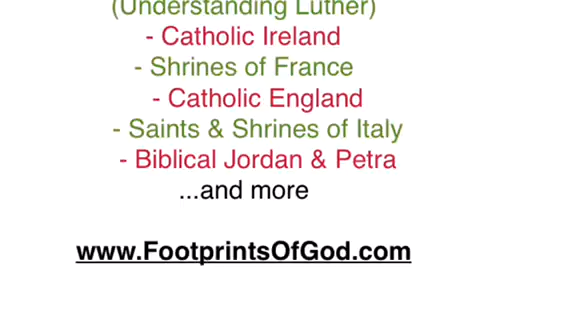 (Understanding Luther)
- Catholic Ireland
- Shrines of France
- Catholic England
- Saints & Shrines of Italy
- Biblical Jordan & Petra
...and more
www.FootprintsOfGod.com